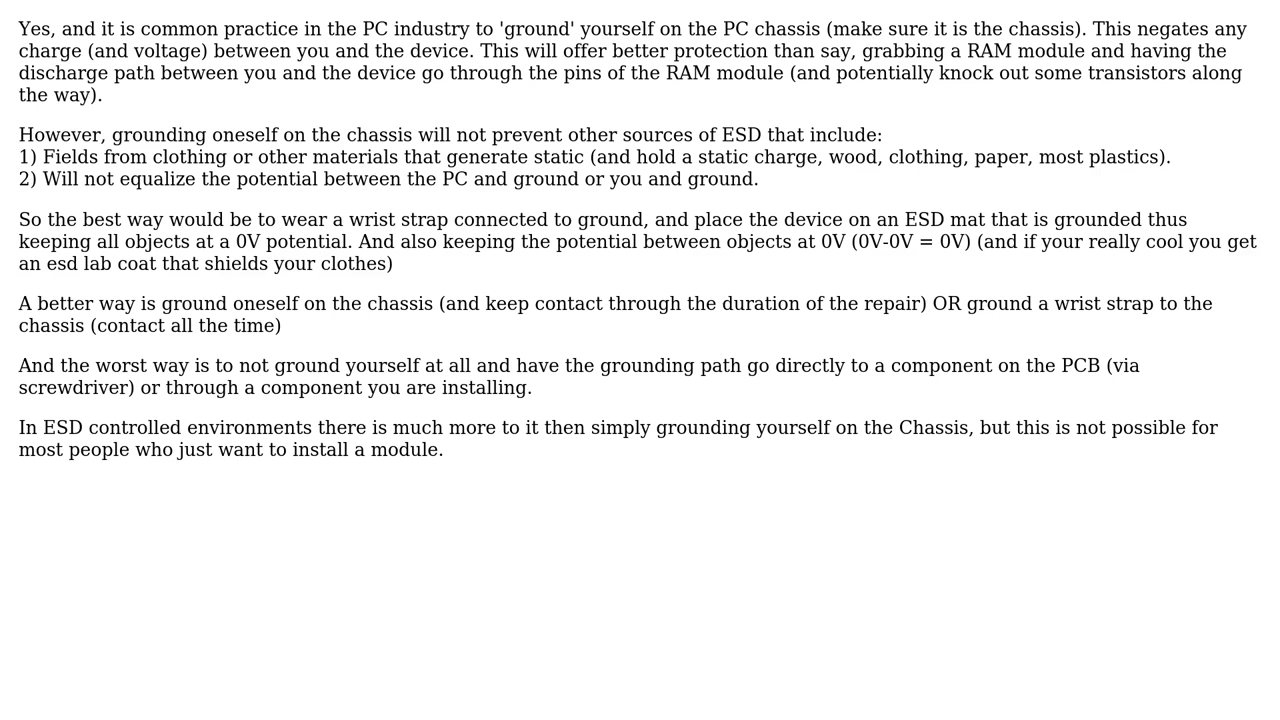 Yes, and it is common practice in the PC industry to 'ground' yourself on the PC chassis (make sure it is the chassis). This negates any
charge (and voltage) between you and the device. This will offer better protection than say, grabbing a RAM module and having the
discharge path between you and the device go through the pins of the RAM module (and potentially knock out some transistors along
the way).
However, grounding oneself on the chassis will not prevent other sources of ESD that include:
1) Fields from clothing or other materials that generate static (and hold a static charge, wood, clothing, paper, most plastics).
2) Will not equalize the potential between the PC and ground or you and ground.
So the best way would be to wear a wrist strap connected to ground, and place the device on an ESD mat that is grounded thus
keeping all objects at a 0V potential. And also keeping the potential between objects at 0V (0V-0V = 0V) (and if your really cool you get
an esd lab coat that shields your clothes)
A better way is ground oneself on the chassis (and keep contact through the duration of the repair) OR ground a wrist strap to the
chassis (contact all the time)
And the worst way is to not ground yourself at all and have the grounding path go directly to a component on the PCB (via
screwdriver) or through a component you are installing.
In ESD controlled environments there is much more to it then simply grounding yourself on the Chassis, but this is not possible for
most people who just want to install a module.